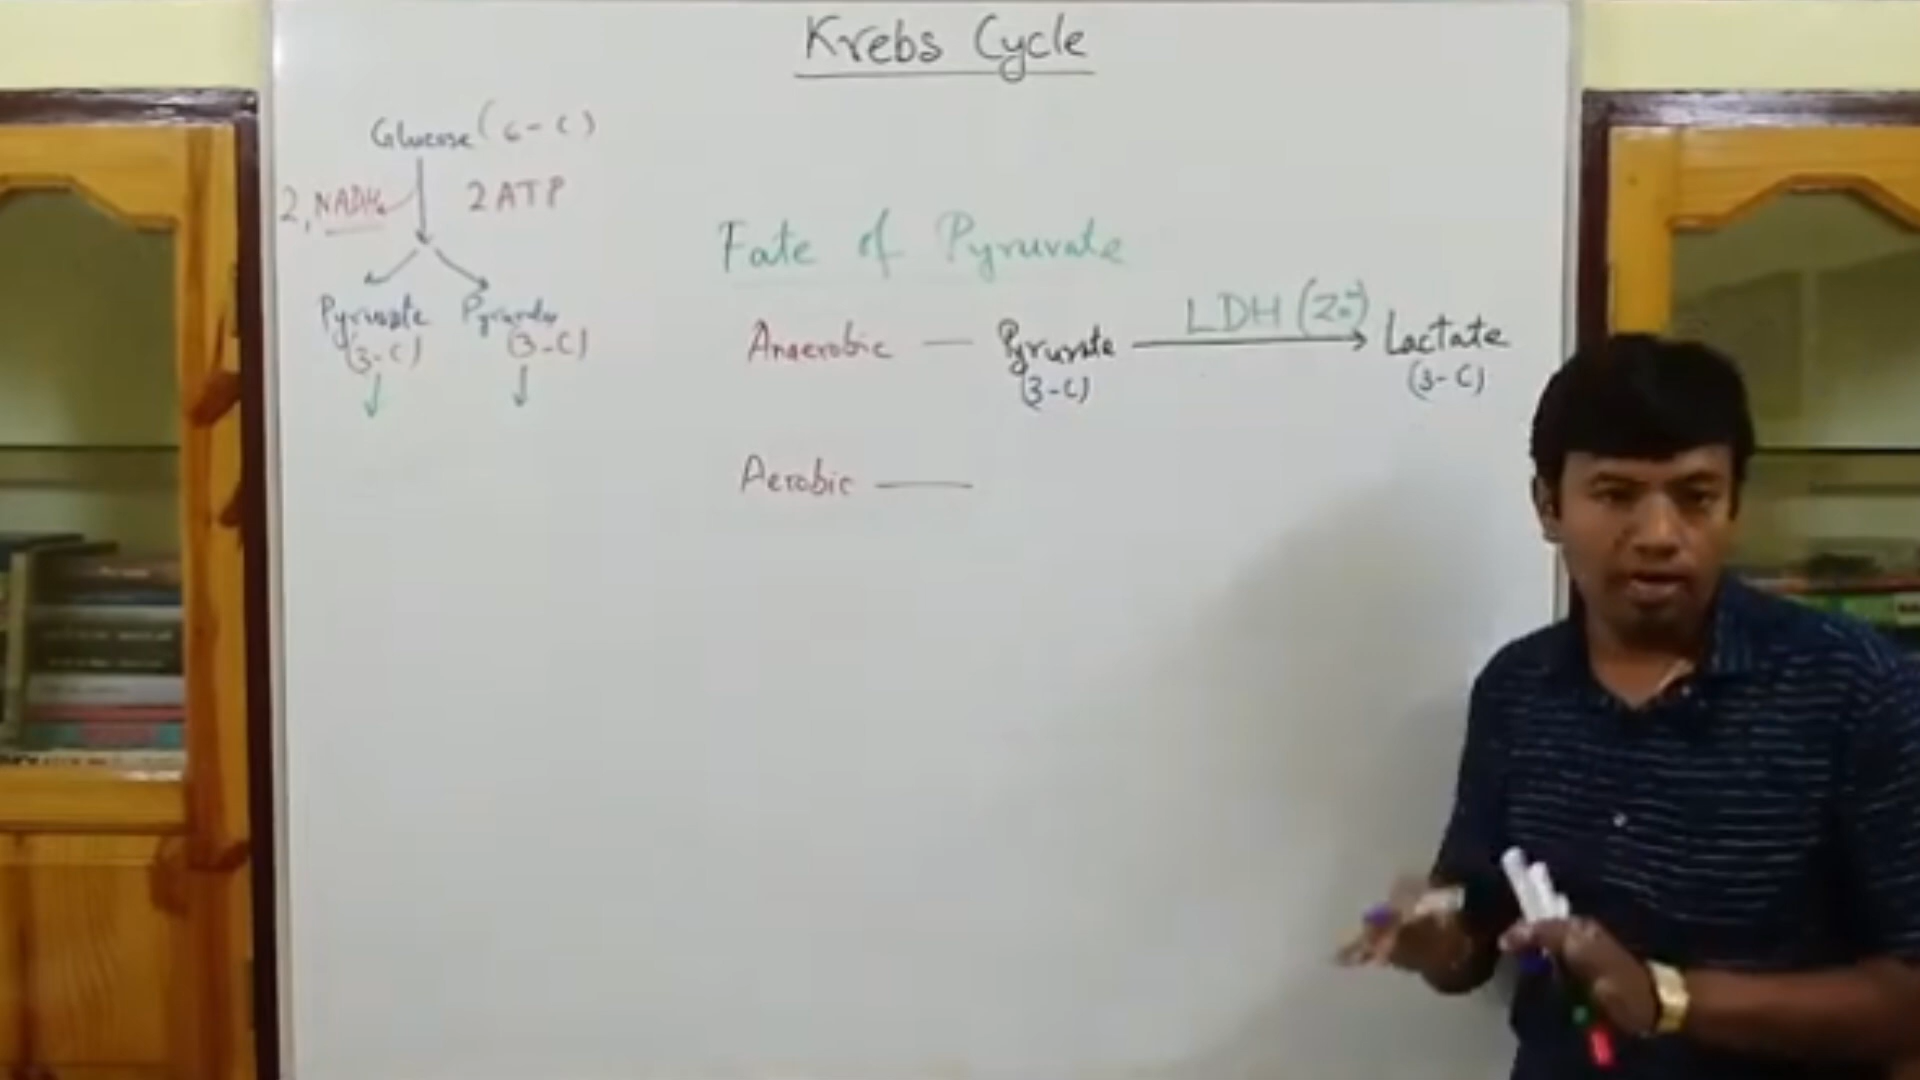 Krebs Cycle
Glucose (6-C)
2, NADH₂ 2 ATP
Pyruvate Pyruvate
(3-C) (3-C)
Fate of Pyruvate
Anaerobic — Pyruvate LDH (Zn⁺) Lactate
(3-C) (3-C)
Aerobic —